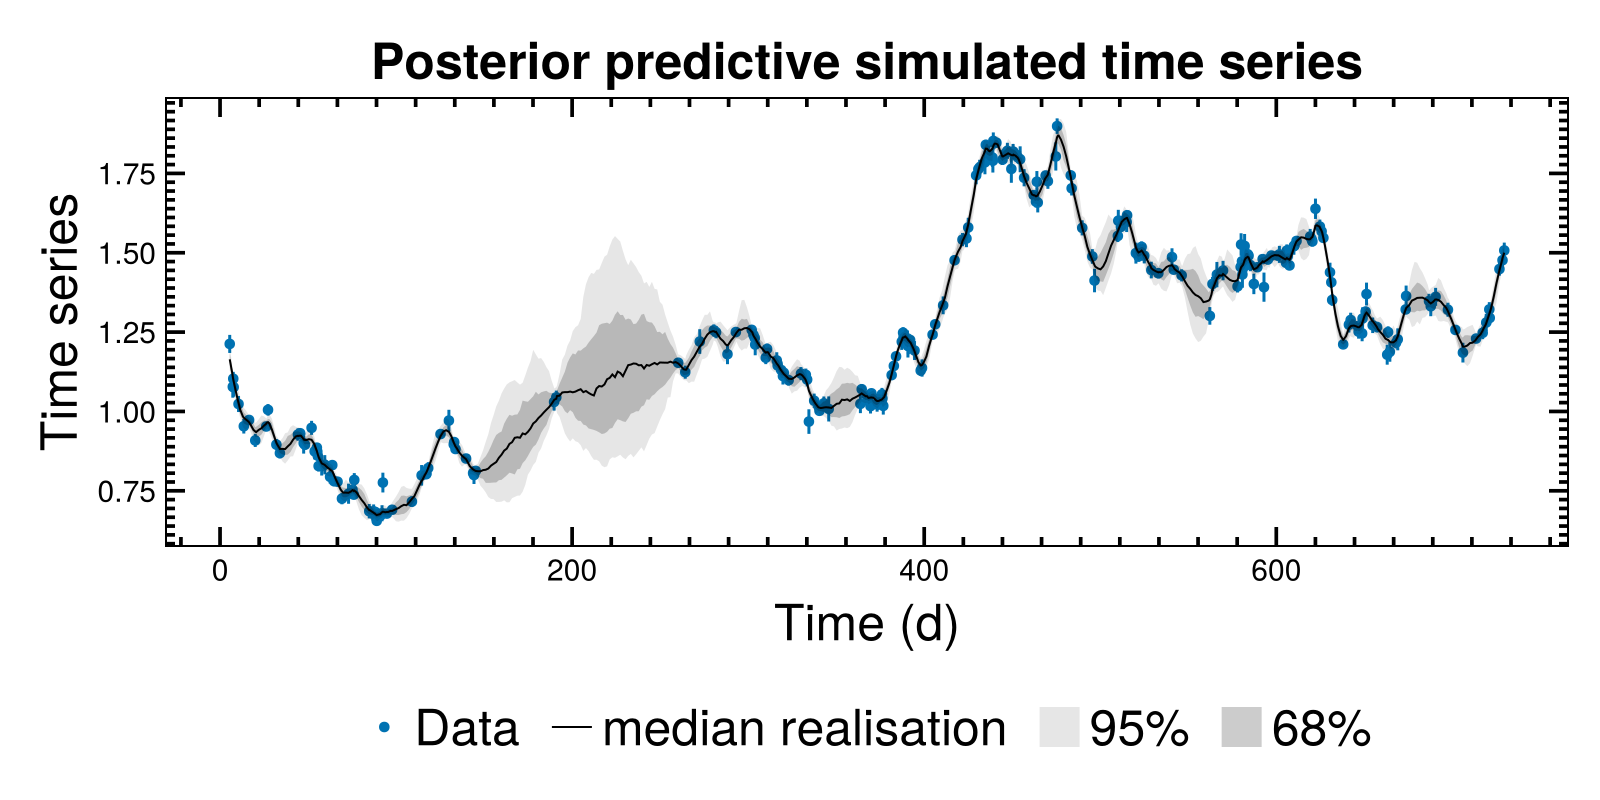 Posterior predictive simulated time series
Time series
1.75
1.50
1.25
1.00
0.75
0 200 400 600
Time (d)
Data median realisation 95% 68%